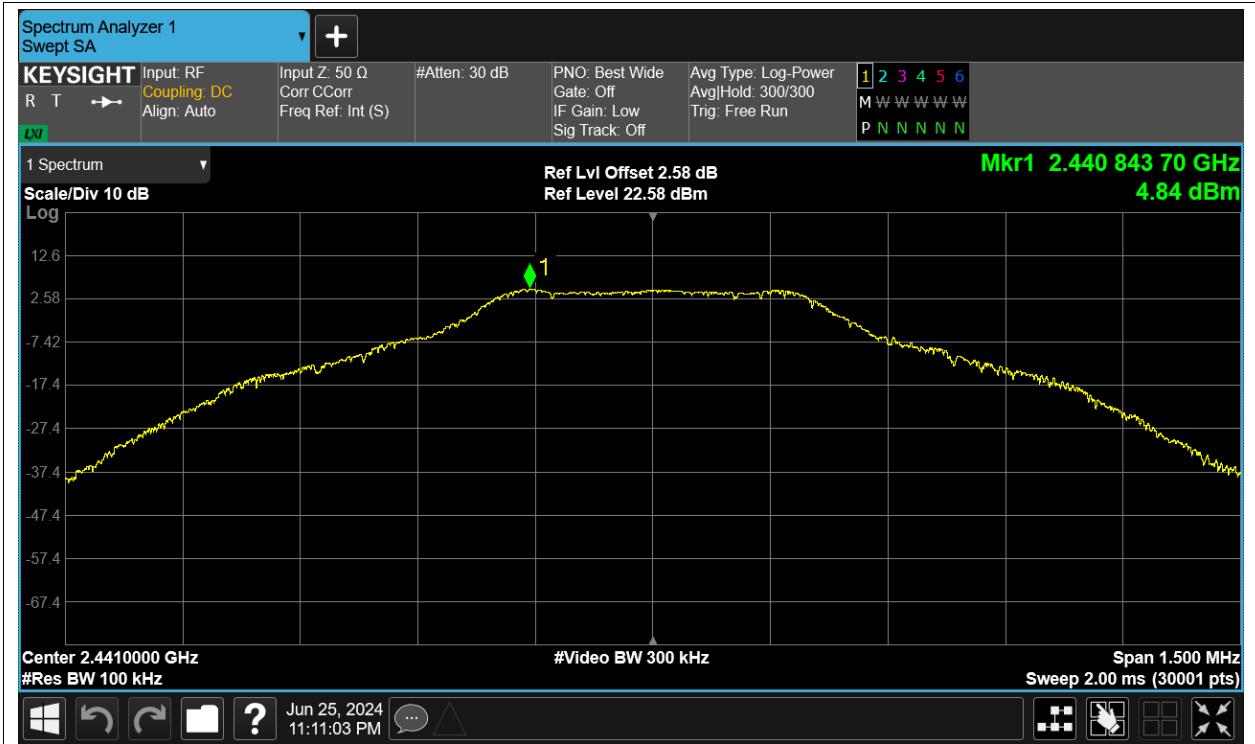 Spectrum Analyzer 1
Swept SA
KEYSIGHT
R T
LXI
Input: RF
Coupling: DC
Align: Auto
Input Z: 50 Ω
Corr CCorr
Freq Ref: Int (S)
#Atten: 30 dB
PNO: Best Wide
Gate: Off
IF Gain: Low
Sig Track: Off
Avg Type: Log-Power
Avg|Hold: 300/300
Trig: Free Run
1 2 3 4 5 6
M W W W W W
P N N N N N
1 Spectrum
Scale/Div 10 dB
Log
Ref Lvl Offset 2.58 dB
Ref Level 22.58 dBm
Mkr1 2.440 843 70 GHz
4.84 dBm
1
12.6
2.58
-7.42
-17.4
-27.4
-37.4
-47.4
-57.4
-67.4
Center 2.4410000 GHz
#Res BW 100 kHz
#Video BW 300 kHz
Span 1.500 MHz
Sweep 2.00 ms (30001 pts)
?
Jun 25, 2024
11:11:03 PM